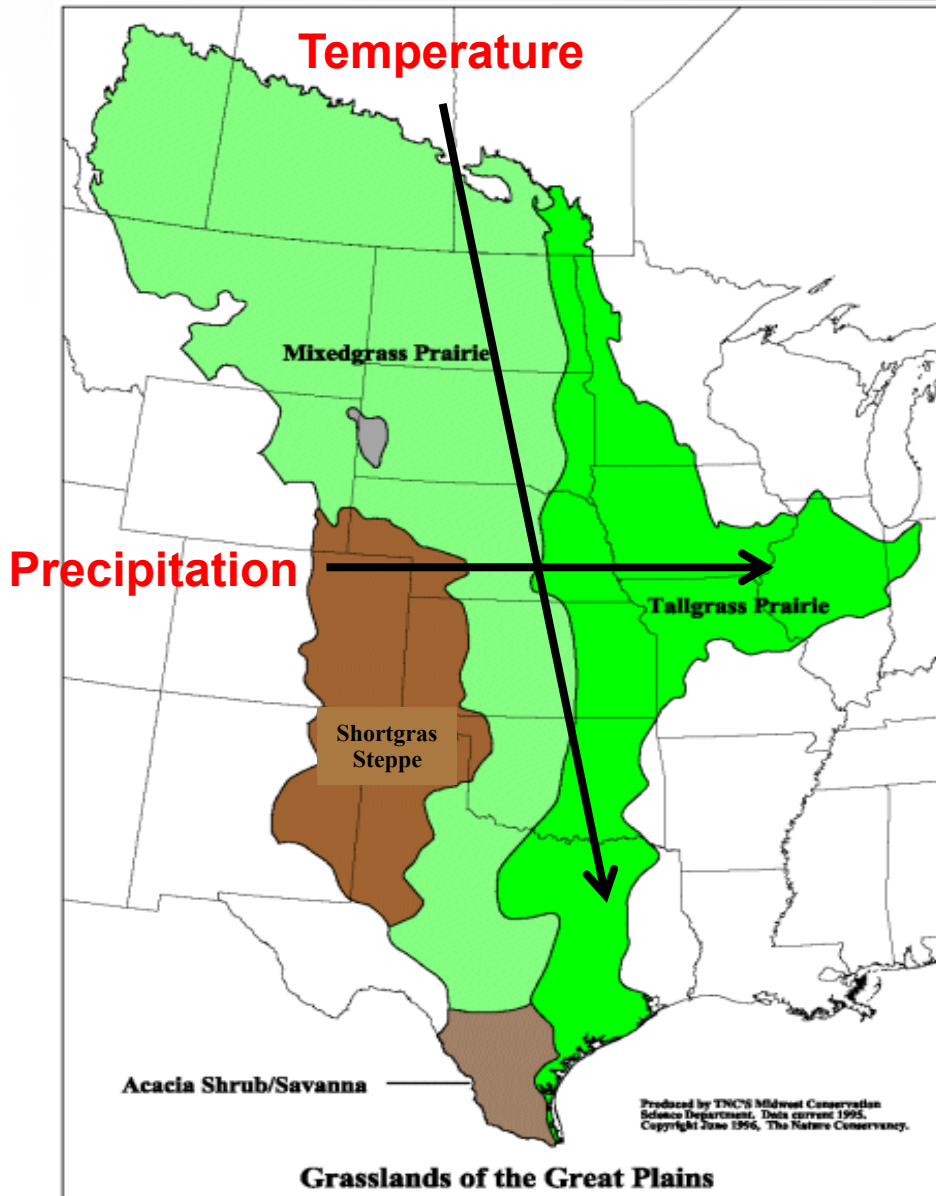 Temperature
Mixedgrass Prairie
Precipitation
Tallgrass Prairie
Shortgras
Steppe
Acacia Shrub/Savanna
Produced by TNC'S Midwest Conservation
Science Department. Data current 1995.
Copyright June 1996, The Nature Conservancy.
Grasslands of the Great Plains